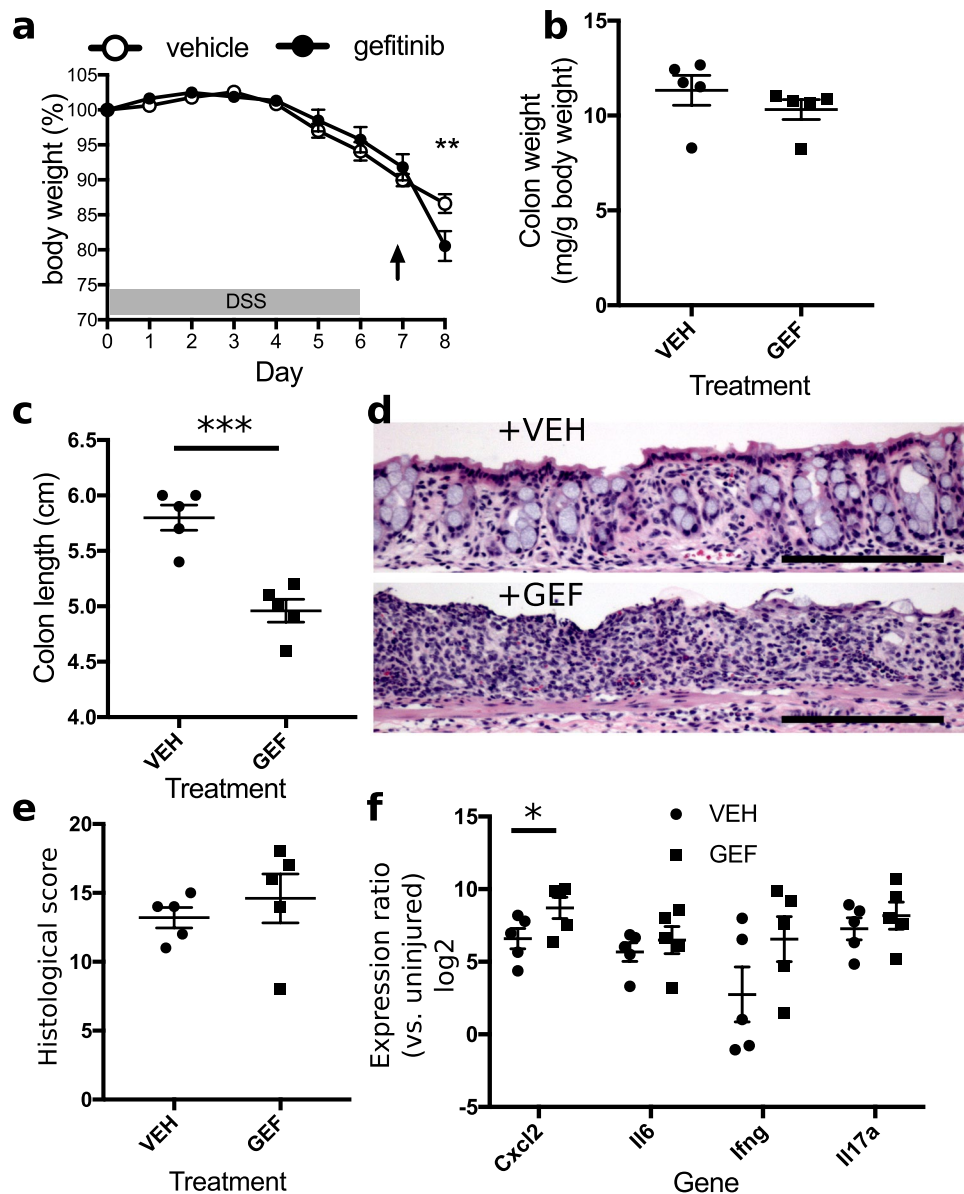 a
vehicle
gefitinib
body weight (%)
105
100
95
90
85
80
75
70
**
DSS
0 1 2 3 4 5 6 7 8
Day
b
Colon weight
(mg/g body weight)
15
10
5
0
VEH
GEF
Treatment
c
***
Colon length (cm)
6.5
6.0
5.5
5.0
4.5
4.0
VEH
GEF
Treatment
d
+VEH
+GEF
e
Histological score
20
15
10
5
0
VEH
GEF
Treatment
f
VEH
GEF
*
Expression ratio
(vs. uninjured)
log2
15
10
5
0
-5
Cxcl2
Il6
Ifng
Il17a
Gene